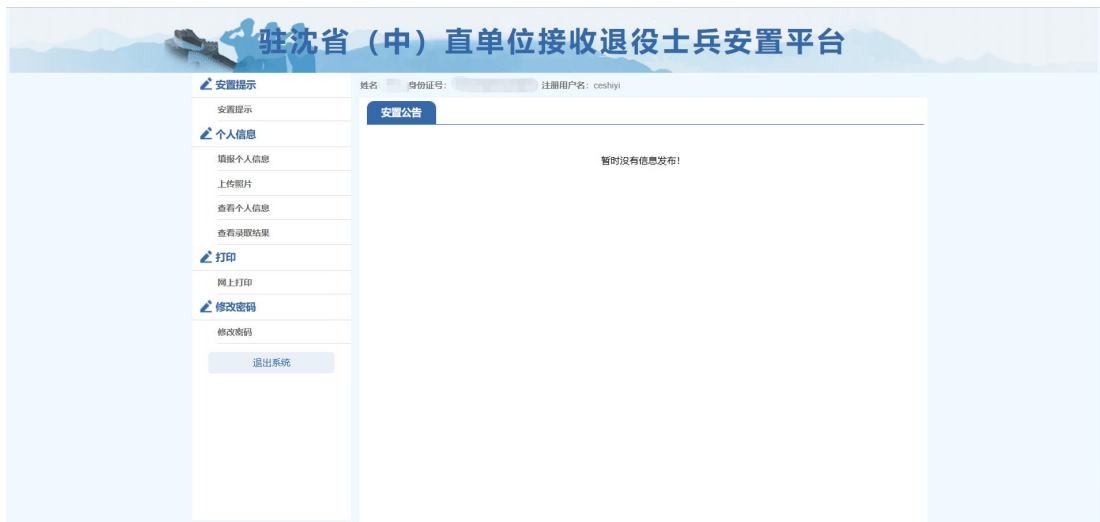 驻沈省（中）直单位接收退役士兵安置平台
安置提示
安置提示
个人信息
填报个人信息
上传照片
查看个人信息
查看录取结果
打印
网上打印
修改密码
修改密码
退出系统
姓名 身份证号： 注册用户名：ceshiyi
安置公告
暂时没有信息发布！